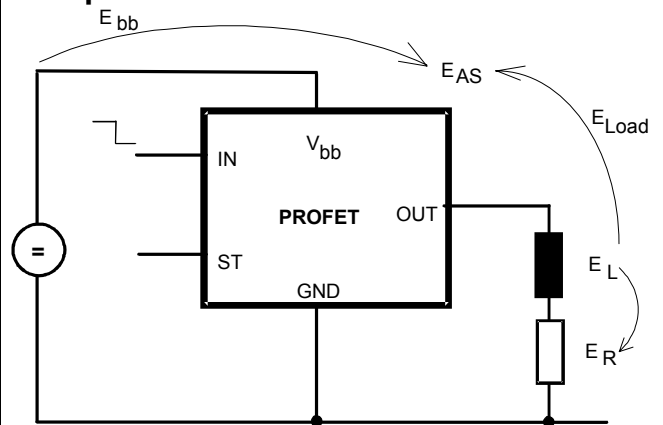 E bb
E AS
E Load
V bb
IN
PROFET
OUT
ST
=
GND
E L
E R